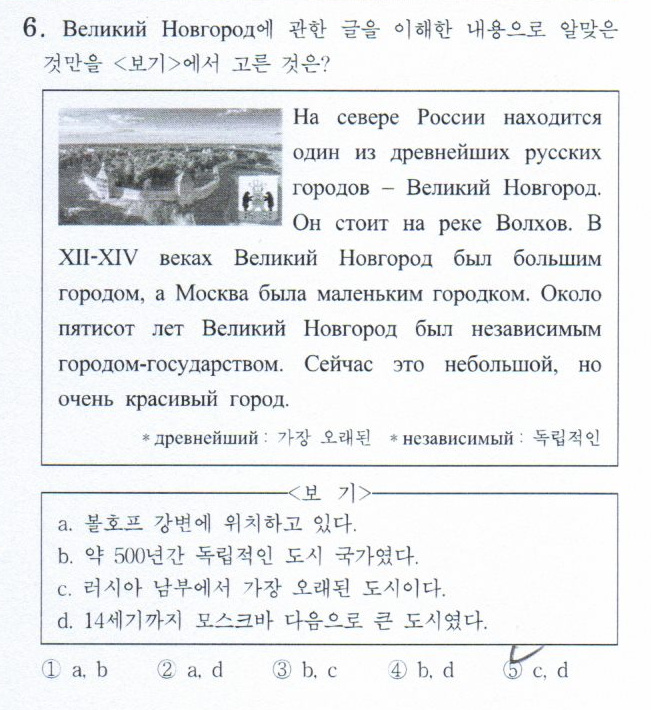 6. Великий Новгород에 관한 글을 이해한 내용으로 알맞은
것만을 <보기>에서 고른 것은?
На севере России находится
один из древнейших русских
городов – Великий Новгород.
Он стоит на реке Волхов. В
XII-XIV веках Великий Новгород был большим
городом, а Москва была маленьким городком. Около
пятисот лет Великий Новгород был независимым
городом-государством. Сейчас это небольшой, но
очень красивый город.
* древнейший : 가장 오래된 * независимый : 독립적인
<보 기>
a. 볼호프 강변에 위치하고 있다.
b. 약 500년간 독립적인 도시 국가였다.
c. 러시아 남부에서 가장 오래된 도시이다.
d. 14세기까지 모스크바 다음으로 큰 도시였다.
① a, b ② a, d ③ b, c ④ b, d ⑤ c, d